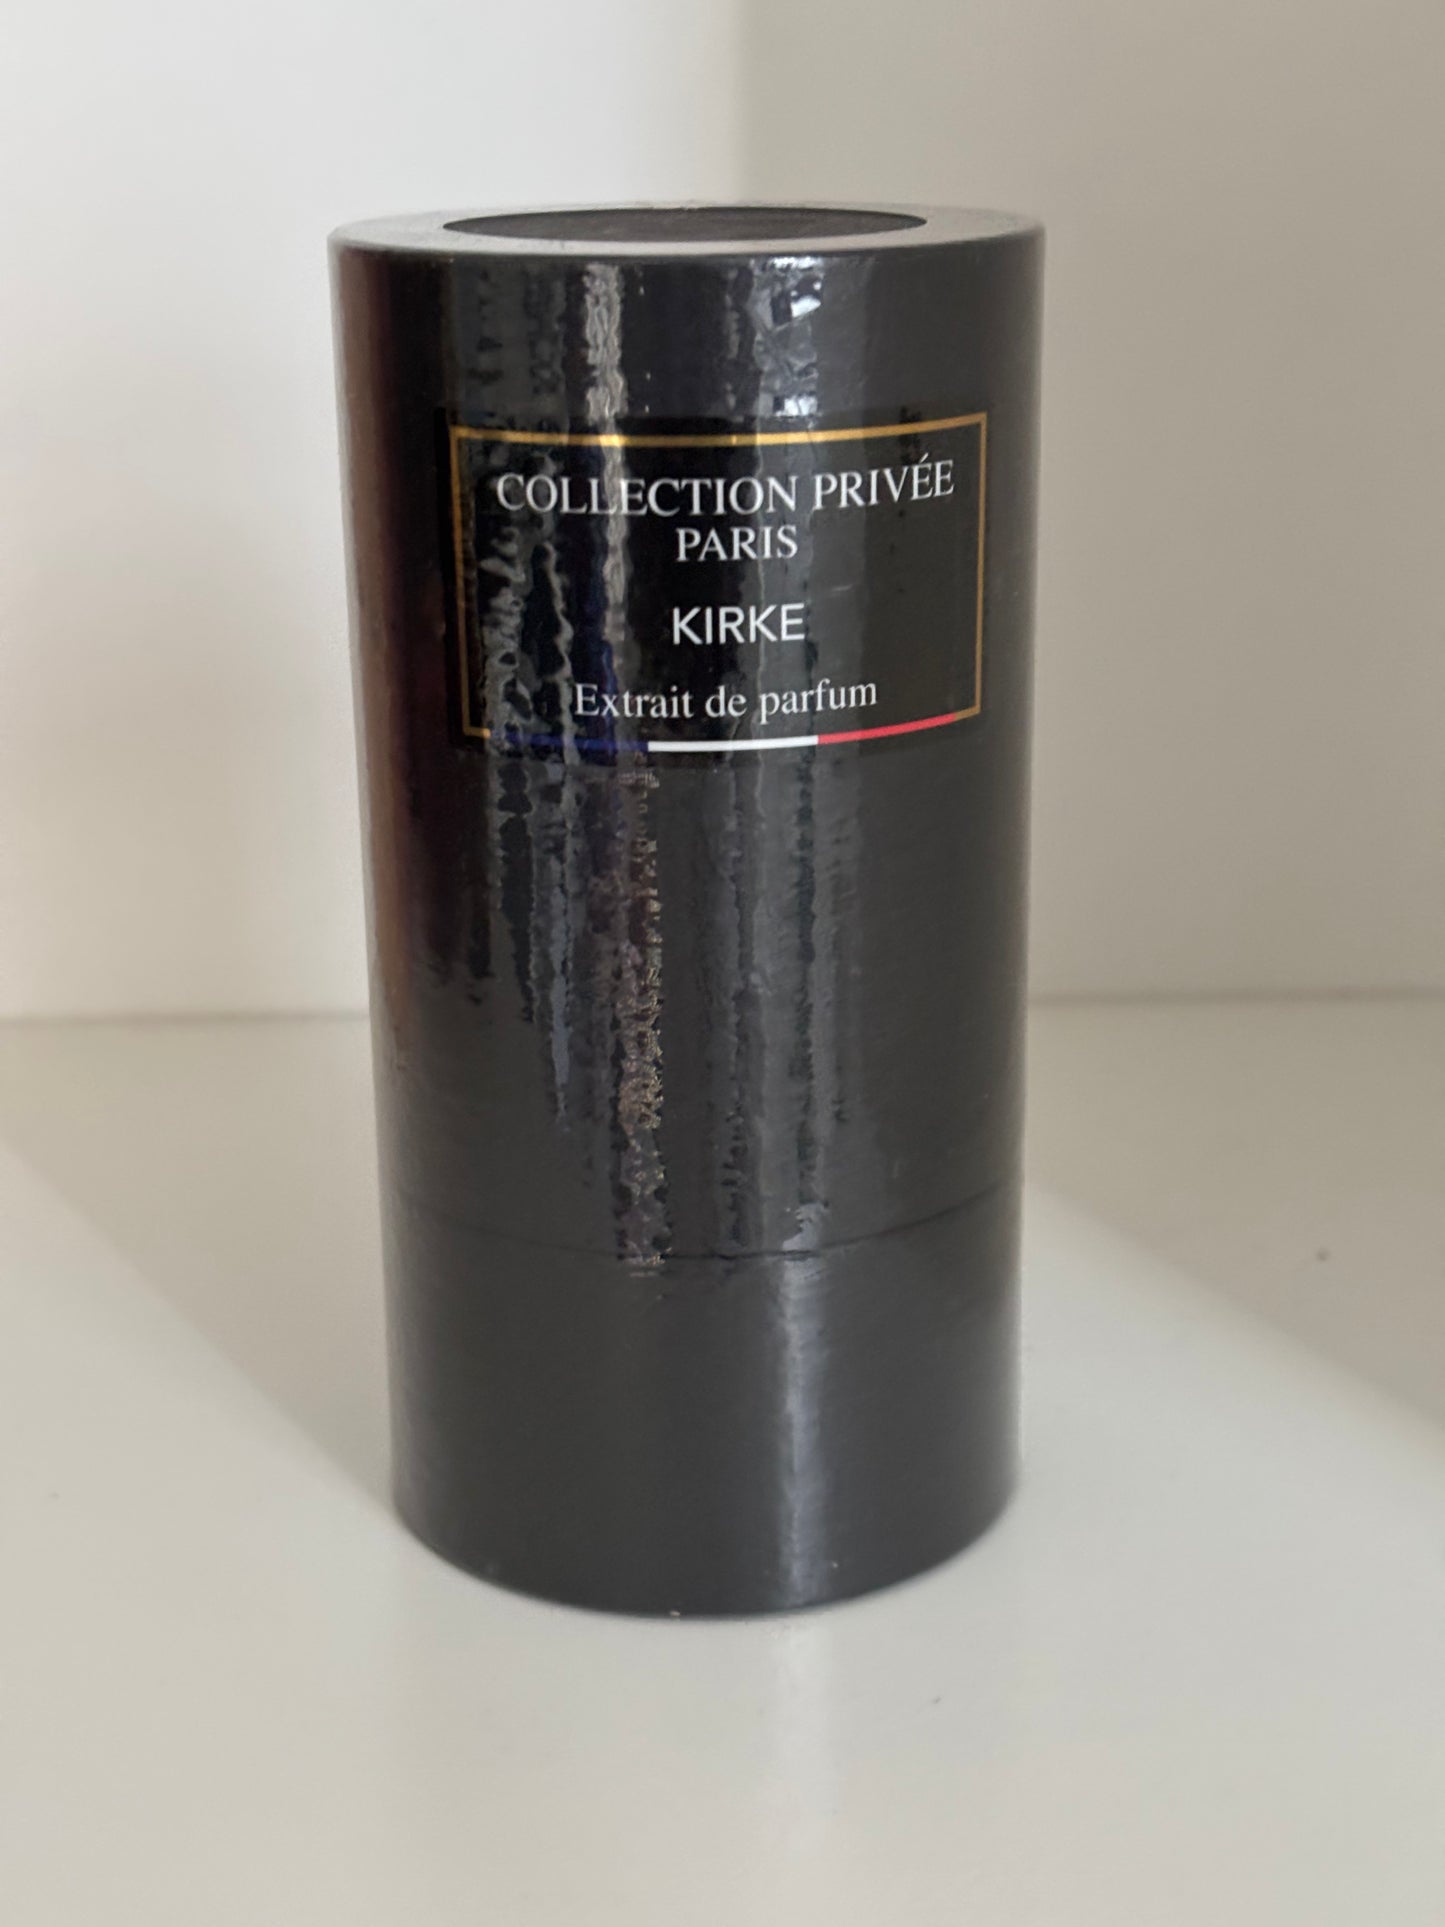 COLLECTION PRIVÉE
PARIS
KIRKE
Extrait de parfum